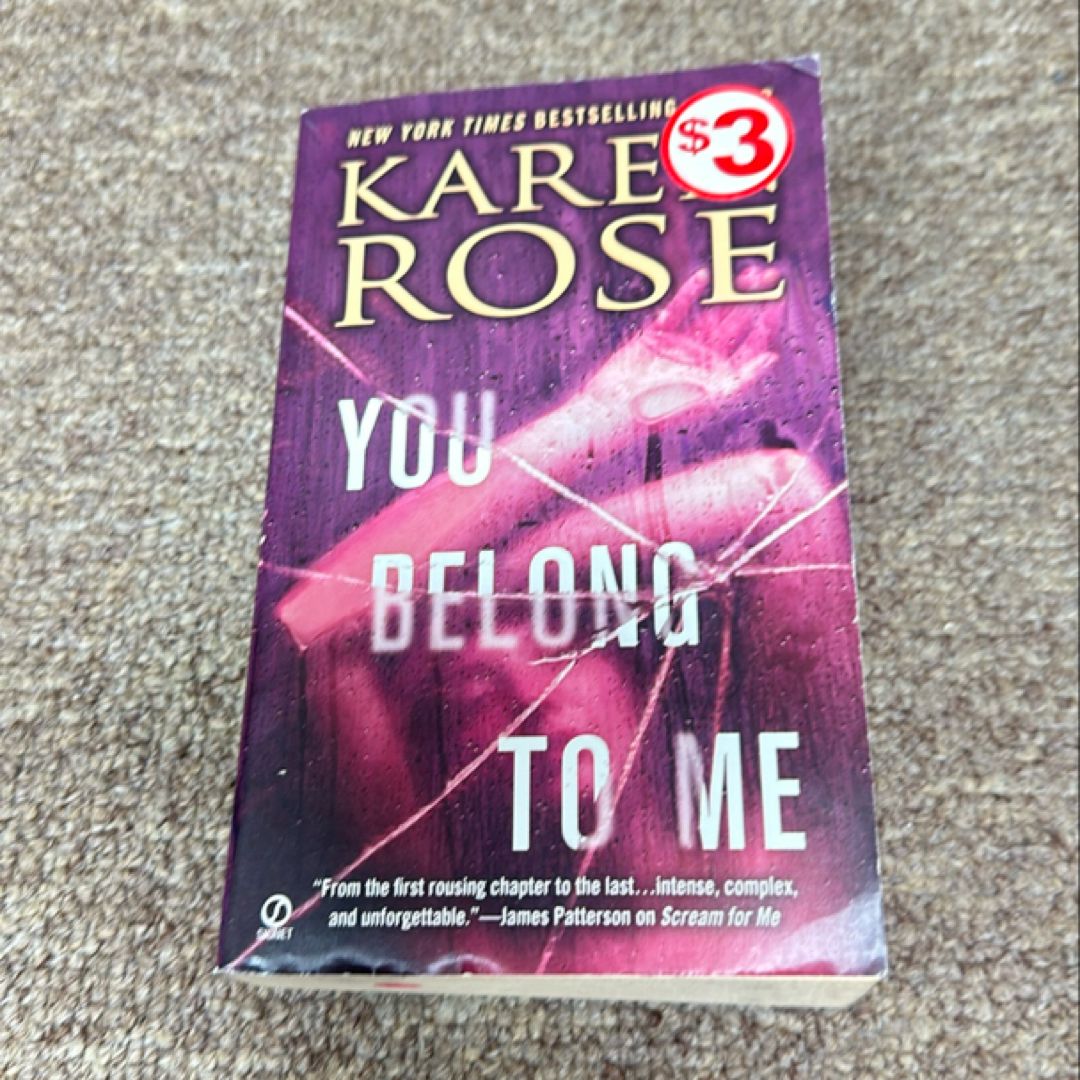 NEW YORK TIMES BESTSELLING
$3
KARE
ROSE
YOU
BELONG
TO ME
"From the first rousing chapter to the last...intense, complex,
and unforgettable."—James Patterson on Scream for Me
SIGNET